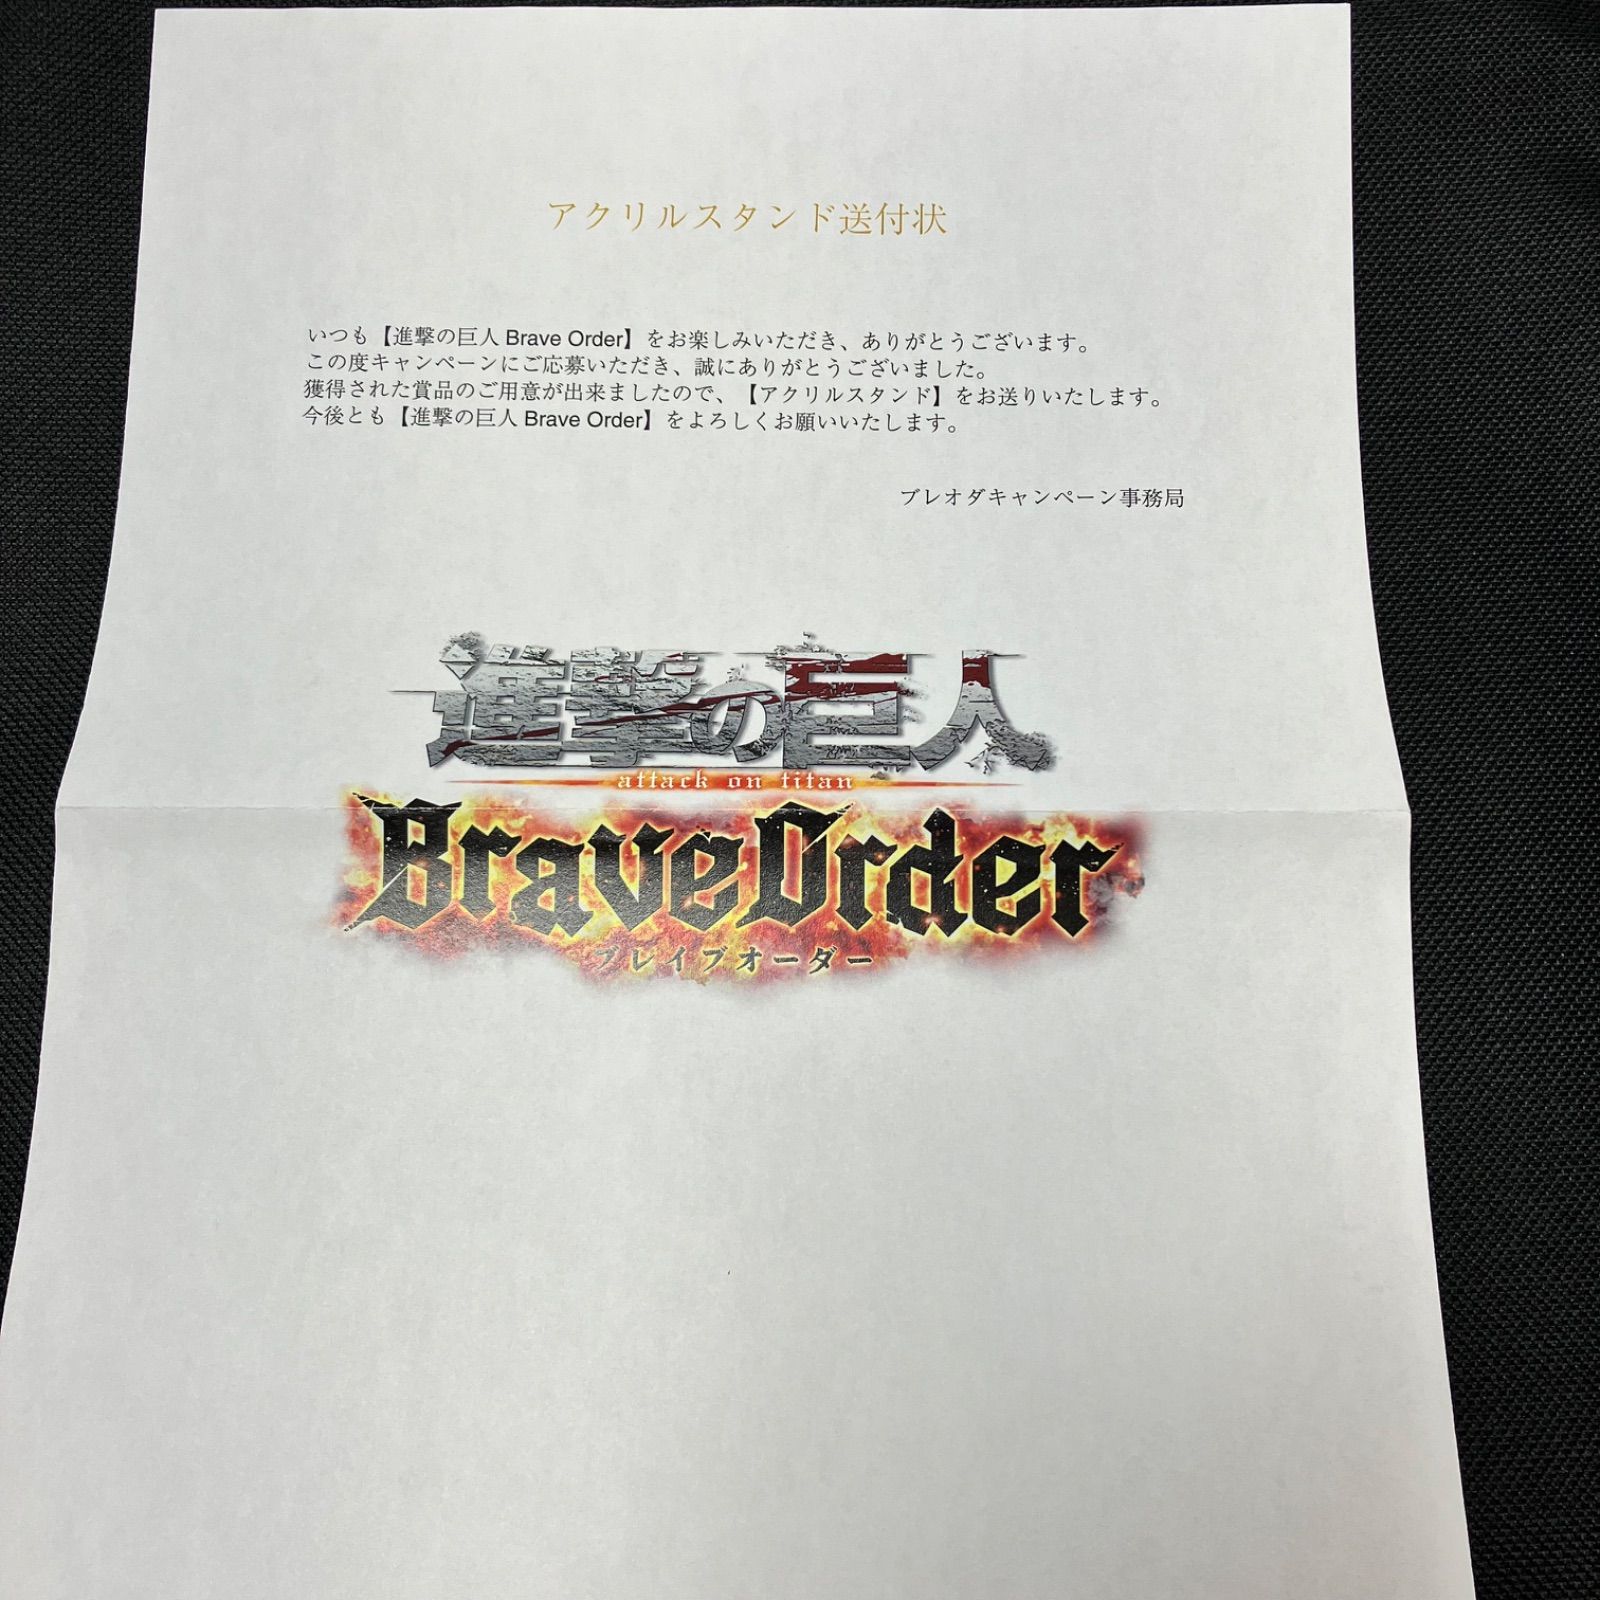 アクリルスタンド送付状
いつも【進撃の巨人 Brave Order】をお楽しみいただき、ありがとうございます。
この度キャンペーンにご応募いただき、誠にありがとうございました。
獲得された賞品のご用意が出来ましたので、【アクリルスタンド】をお送りいたします。
今後とも【進撃の巨人 Brave Order】をよろしくお願いいたします。
ブレオダキャンペーン事務局
進撃の巨人
attack on titan
BraveOrder
ブレイブオーダー